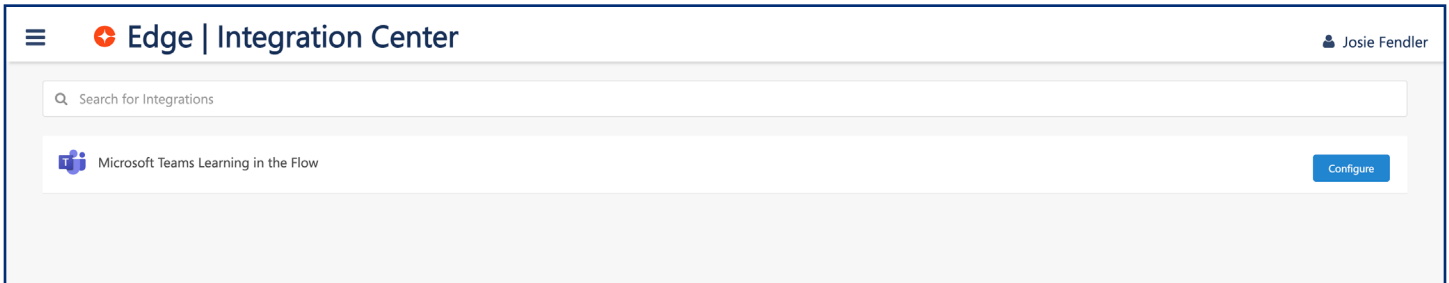 Edge | Integration Center
Josie Fendler
Search for Integrations
Microsoft Teams Learning in the Flow
Configure